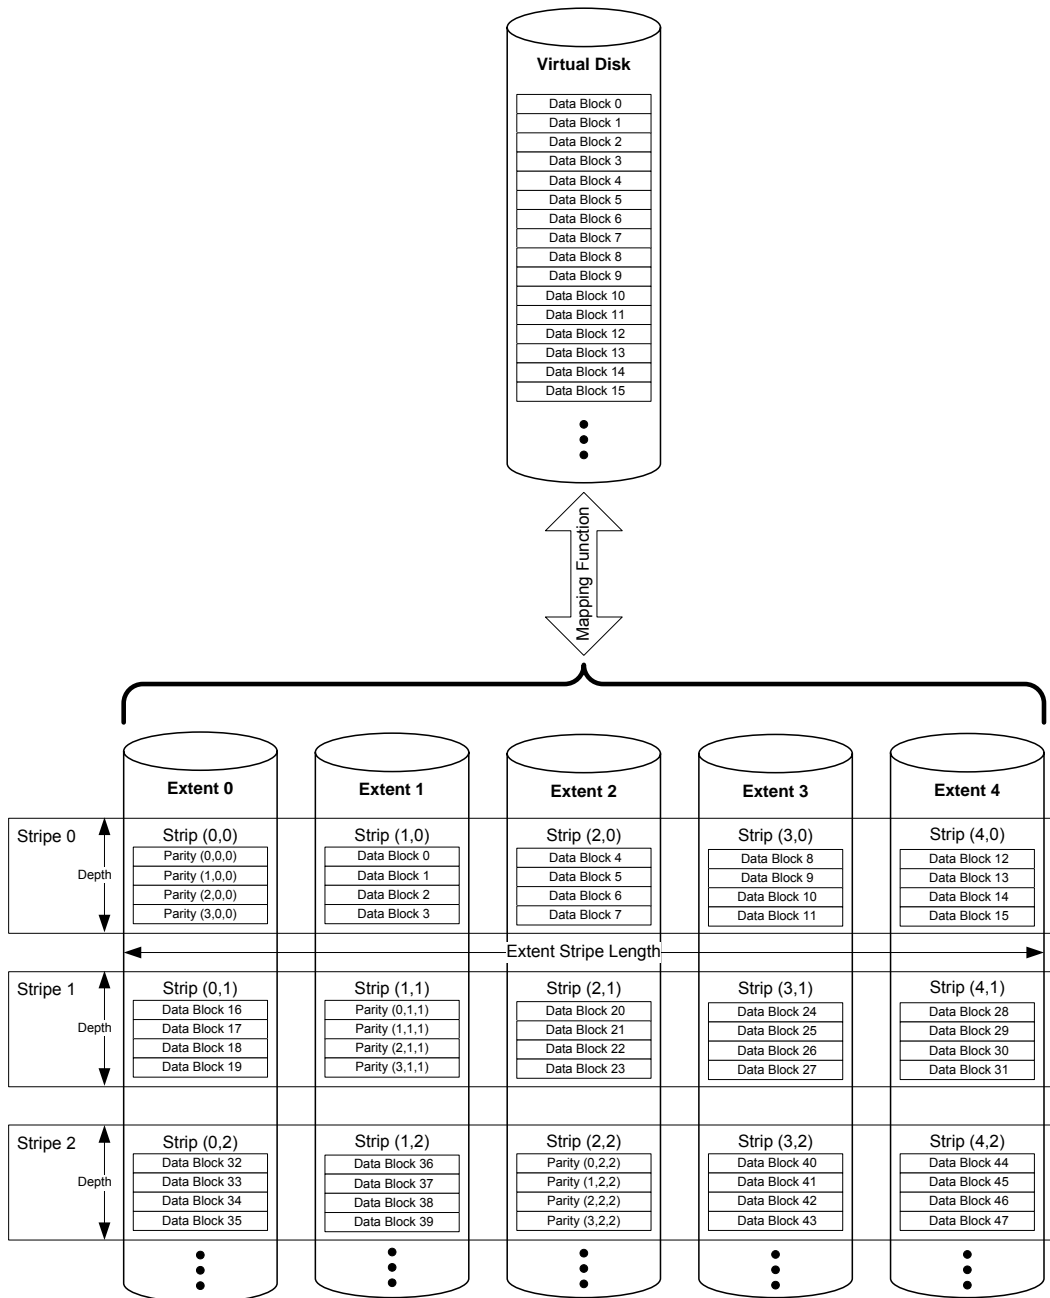 Virtual Disk
Data Block 0
Data Block 1
Data Block 2
Data Block 3
Data Block 4
Data Block 5
Data Block 6
Data Block 7
Data Block 8
Data Block 9
Data Block 10
Data Block 11
Data Block 12
Data Block 13
Data Block 14
Data Block 15
Mapping Function
Extent 0
Extent 1
Extent 2
Extent 3
Extent 4
Stripe 0
Depth
Strip (0,0)
Parity (0,0,0)
Parity (1,0,0)
Parity (2,0,0)
Parity (3,0,0)
Strip (1,0)
Data Block 0
Data Block 1
Data Block 2
Data Block 3
Strip (2,0)
Data Block 4
Data Block 5
Data Block 6
Data Block 7
Strip (3,0)
Data Block 8
Data Block 9
Data Block 10
Data Block 11
Strip (4,0)
Data Block 12
Data Block 13
Data Block 14
Data Block 15
Extent Stripe Length
Stripe 1
Depth
Strip (0,1)
Data Block 16
Data Block 17
Data Block 18
Data Block 19
Strip (1,1)
Parity (0,1,1)
Parity (1,1,1)
Parity (2,1,1)
Parity (3,1,1)
Strip (2,1)
Data Block 20
Data Block 21
Data Block 22
Data Block 23
Strip (3,1)
Data Block 24
Data Block 25
Data Block 26
Data Block 27
Strip (4,1)
Data Block 28
Data Block 29
Data Block 30
Data Block 31
Stripe 2
Depth
Strip (0,2)
Data Block 32
Data Block 33
Data Block 34
Data Block 35
Strip (1,2)
Data Block 36
Data Block 37
Data Block 38
Data Block 39
Strip (2,2)
Parity (0,2,2)
Parity (1,2,2)
Parity (2,2,2)
Parity (3,2,2)
Strip (3,2)
Data Block 40
Data Block 41
Data Block 42
Data Block 43
Strip (4,2)
Data Block 44
Data Block 45
Data Block 46
Data Block 47